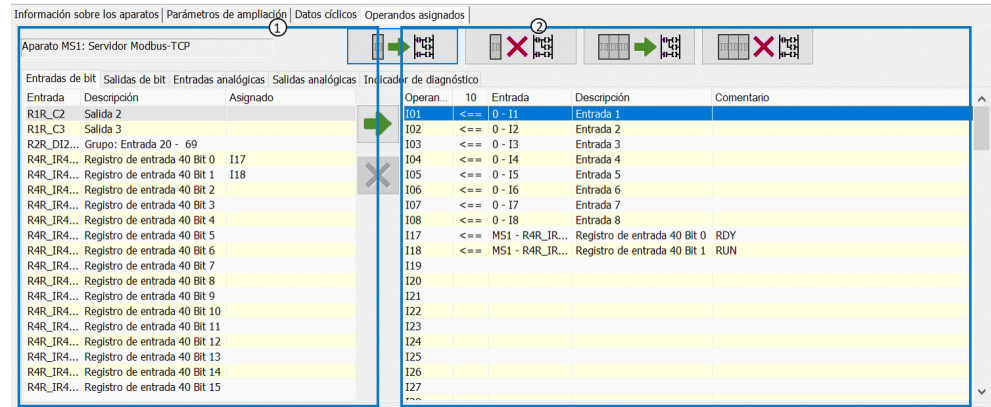 Información sobre los aparatos Parámetros de ampliación Datos cíclicos Operandos asignados
1 2
Aparato MS1: Servidor Modbus-TCP
Entradas de bit Salidas de bit Entradas analógicas Salidas analógicas Indicador de diagnóstico
Entrada Descripción Asignado
R1R_C2 Salida 2
R1R_C3 Salida 3
R2R_DI2... Grupo: Entrada 20 - 69
R4R_IR4... Registro de entrada 40 Bit 0 I17
R4R_IR4... Registro de entrada 40 Bit 1 I18
R4R_IR4... Registro de entrada 40 Bit 2
R4R_IR4... Registro de entrada 40 Bit 3
R4R_IR4... Registro de entrada 40 Bit 4
R4R_IR4... Registro de entrada 40 Bit 5
R4R_IR4... Registro de entrada 40 Bit 6
R4R_IR4... Registro de entrada 40 Bit 7
R4R_IR4... Registro de entrada 40 Bit 8
R4R_IR4... Registro de entrada 40 Bit 9
R4R_IR4... Registro de entrada 40 Bit 10
R4R_IR4... Registro de entrada 40 Bit 11
R4R_IR4... Registro de entrada 40 Bit 12
R4R_IR4... Registro de entrada 40 Bit 13
R4R_IR4... Registro de entrada 40 Bit 14
R4R_IR4... Registro de entrada 40 Bit 15
Operan... 10 Entrada Descripción Comentario
I01 <== 0 - I1 Entrada 1
I02 <== 0 - I2 Entrada 2
I03 <== 0 - I3 Entrada 3
I04 <== 0 - I4 Entrada 4
I05 <== 0 - I5 Entrada 5
I06 <== 0 - I6 Entrada 6
I07 <== 0 - I7 Entrada 7
I08 <== 0 - I8 Entrada 8
I17 <== MS1 - R4R_IR... Registro de entrada 40 Bit 0 RDY
I18 <== MS1 - R4R_IR... Registro de entrada 40 Bit 1 RUN
I19
I20
I21
I22
I23
I24
I25
I26
I27